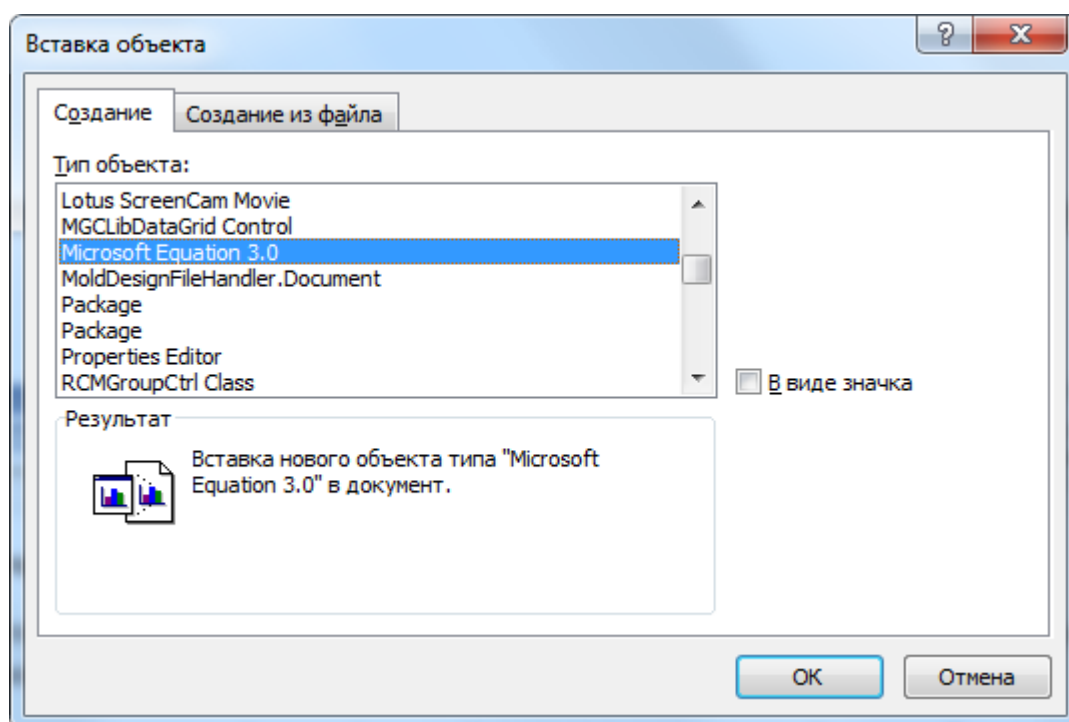 Вставка объекта
Создание
Создание из файла
Тип объекта:
Lotus ScreenCam Movie
MGCLibDataGrid Control
Microsoft Equation 3.0
MoldDesignFileHandler.Document
Package
Package
Properties Editor
RCMGroupCtrl Class
В виде значка
Результат
Вставка нового объекта типа "Microsoft
Equation 3.0" в документ.
ОК
Отмена